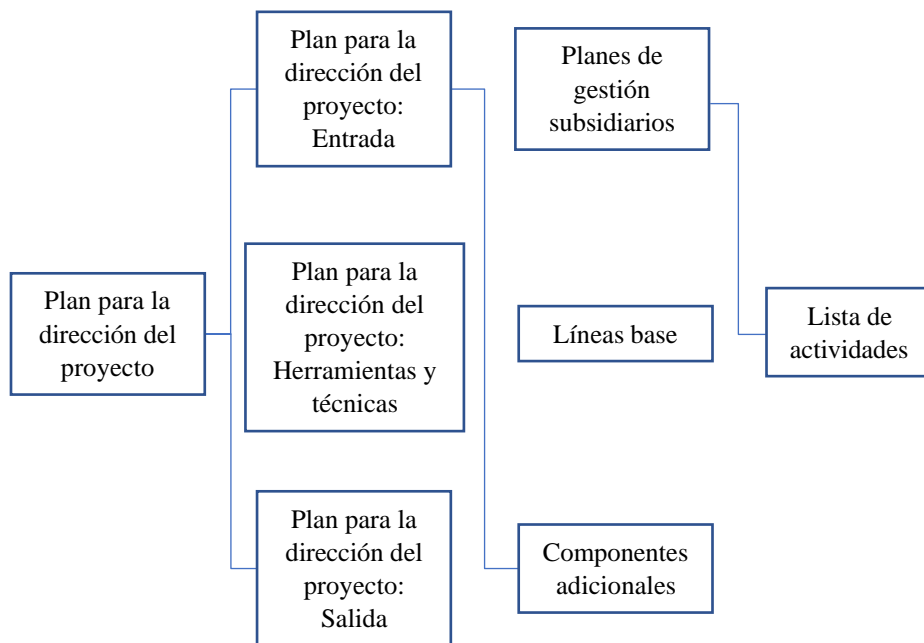 Plan para la
dirección del
proyecto
Plan para la
dirección del
proyecto:
Entrada
Plan para la
dirección del
proyecto:
Herramientas y
técnicas
Plan para la
dirección del
proyecto:
Salida
Planes de
gestión
subsidiarios
Líneas base
Componentes
adicionales
Lista de
actividades